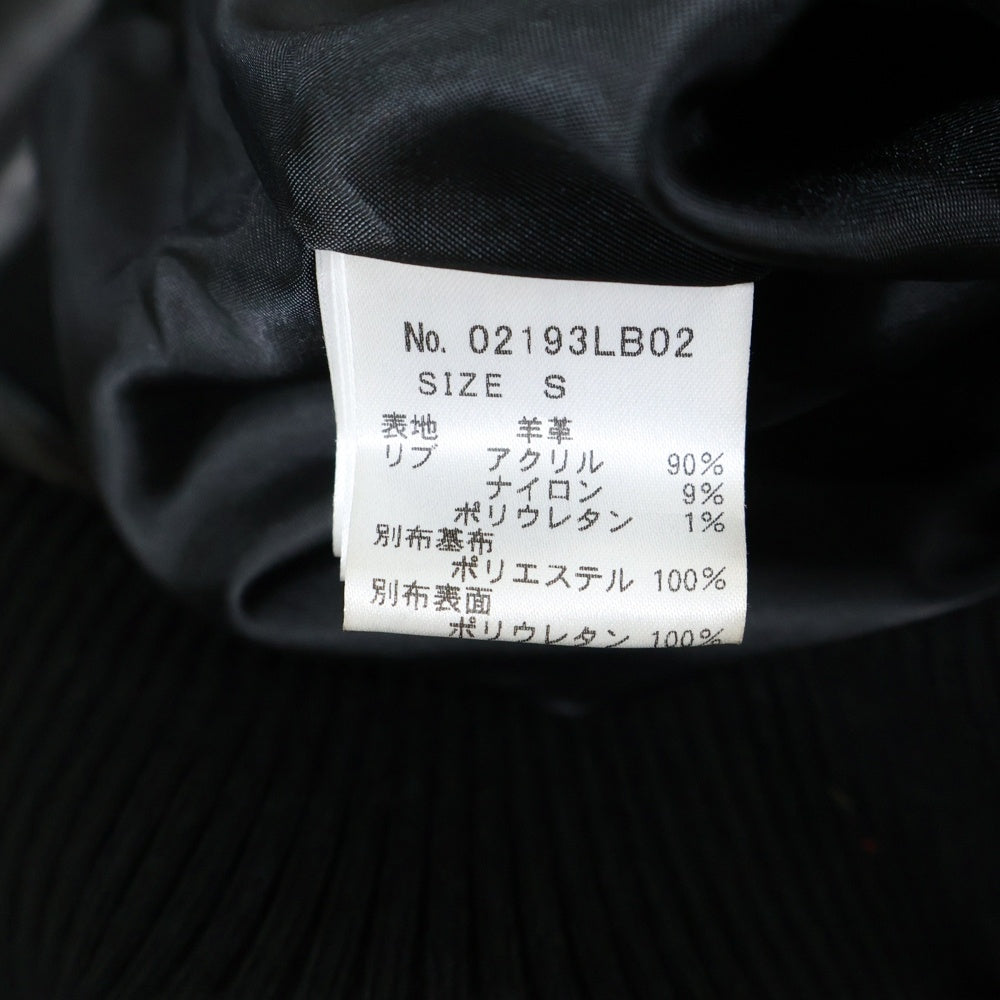 No. 02193LB02
SIZE S
表地 羊革
リブ アクリル 90%
ナイロン 9%
ポリウレタン 1%
別布基布
ポリエステル 100%
別布表面
ポリウレタン 100%